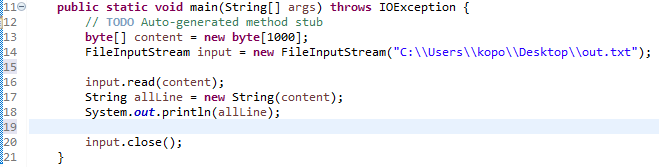 11 public static void main(String[] args) throws IOException {
12 // TODO Auto-generated method stub
13 byte[] content = new byte[1000];
14 FileInputStream input = new FileInputStream("C:\\Users\\kopo\\Desktop\\out.txt");
15
16 input.read(content);
17 String allLine = new String(content);
18 System.out.println(allLine);
19
20 input.close();
21 }